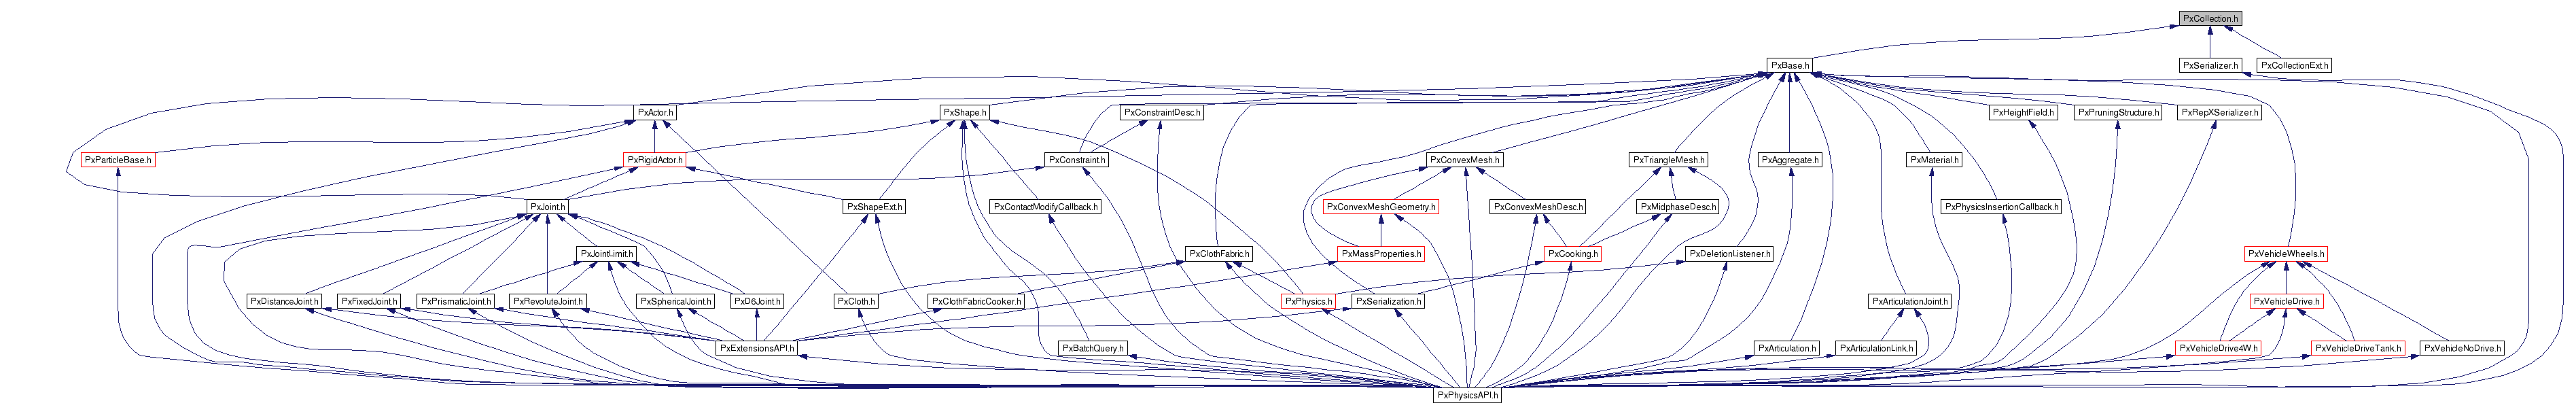 PxCollection.h
PxBase.h
PxSerializer.h
PxCollectionExt.h
PxActor.h
PxShape.h
PxConstraintDesc.h
PxHeightField.h
PxPruningStructure.h
PxRepXSerializer.h
PxParticleBase.h
PxRigidActor.h
PxConstraint.h
PxConvexMesh.h
PxTriangleMesh.h
PxAggregate.h
PxMaterial.h
PxJoint.h
PxShapeExt.h
PxContactModifyCallback.h
PxConvexMeshGeometry.h
PxConvexMeshDesc.h
PxMidphaseDesc.h
PxPhysicsInsertionCallback.h
PxJointLimit.h
PxClothFabric.h
PxMassProperties.h
PxCooking.h
PxDeletionListener.h
PxVehicleWheels.h
PxDistanceJoint.h
PxFixedJoint.h
PxPrismaticJoint.h
PxRevoluteJoint.h
PxSphericalJoint.h
PxD6Joint.h
PxCloth.h
PxClothFabricCooker.h
PxPhysics.h
PxSerialization.h
PxArticulationJoint.h
PxVehicleDrive.h
PxExtensionsAPI.h
PxBatchQuery.h
PxArticulation.h
PxArticulationLink.h
PxVehicleDrive4W.h
PxVehicleDriveTank.h
PxVehicleNoDrive.h
PxPhysicsAPI.h